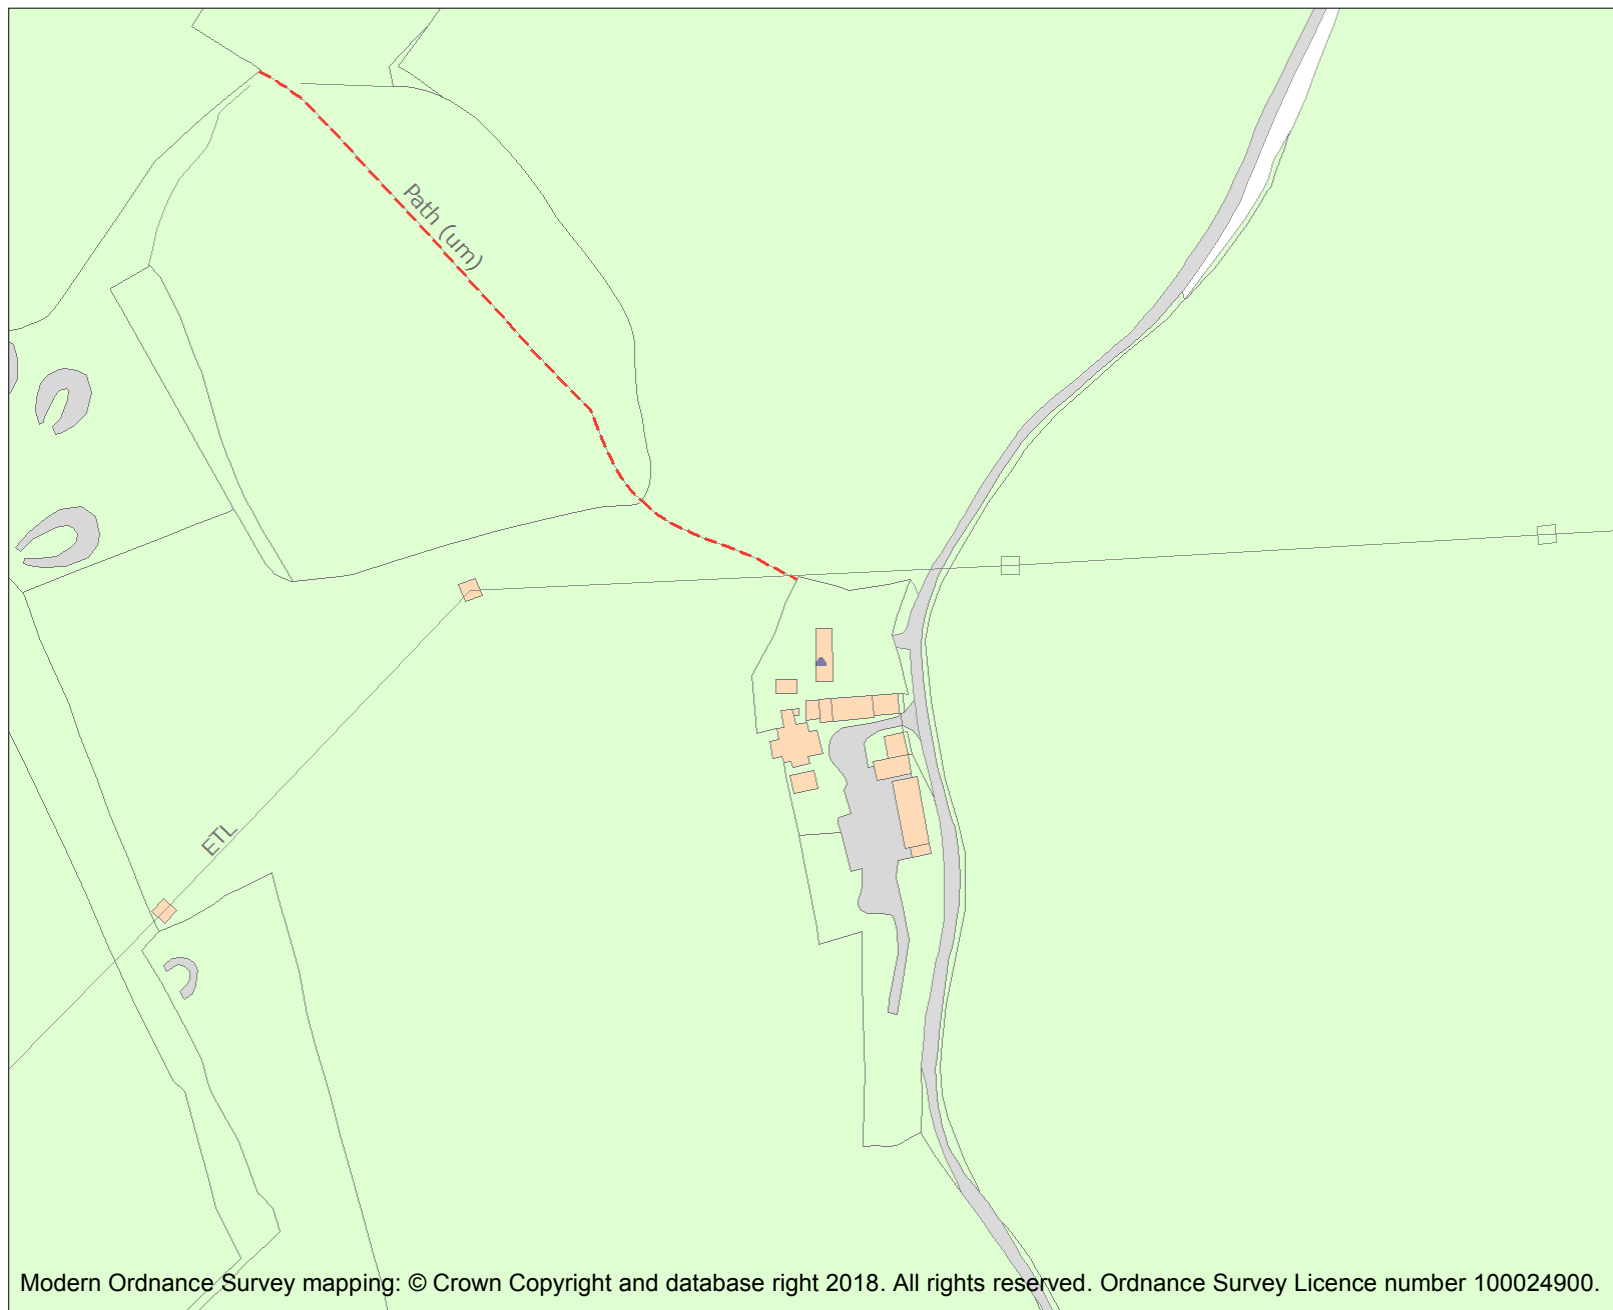 Path (um)
ETL
Modern Ordnance Survey mapping: © Crown Copyright and database right 2018. All rights reserved. Ordnance Survey Licence number 100024900.